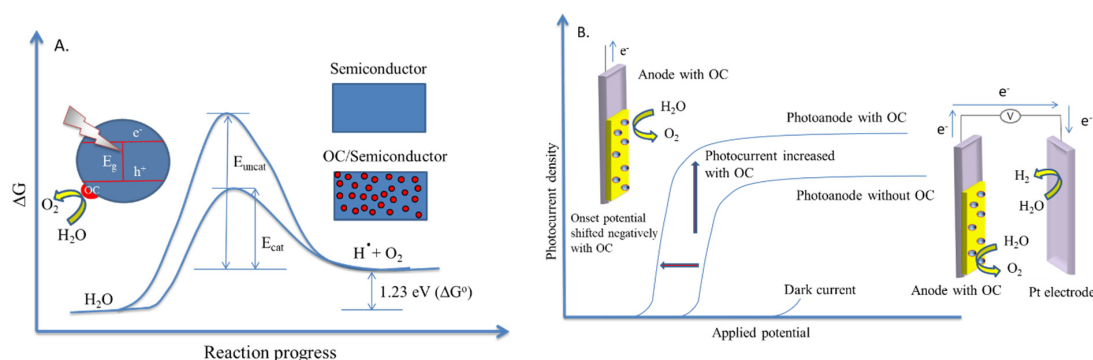 A.
Semiconductor
e-
Eg
h+
OC
O2
H2O
Euncat
OC/Semiconductor
Ecat
H• + O2
H2O
1.23 eV (ΔGo)
ΔG
Reaction progress
B.
e-
Anode with OC
H2O
O2
Photoanode with OC
Photocurrent increased
with OC
Photoanode without OC
Onset potential
shifted negatively
with OC
Dark current
Photocurrent density
Applied potential
e-
V
e-
e-
H2
H2O
H2O
O2
Anode with OC
Pt electrode